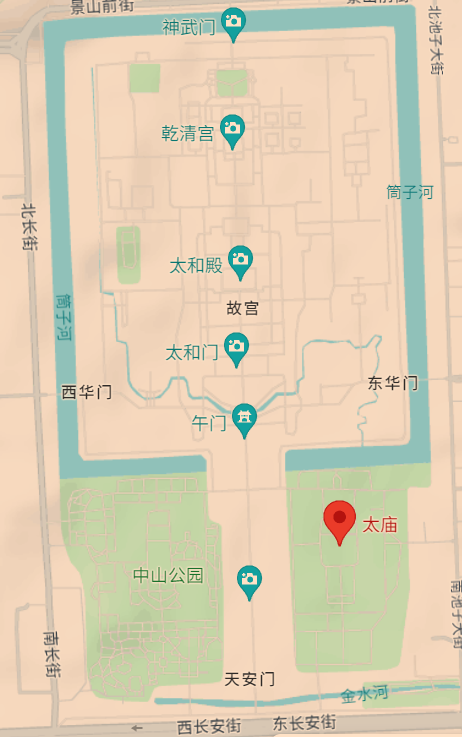 景山前街
景山前街
北池子大街
神武门
乾清宫
筒子河
北长街
太和殿
故宫
筒子河
太和门
东华门
西华门
午门
太庙
中山公园
南池子大街
南长街
天安门
金水河
西长安街
东长安街